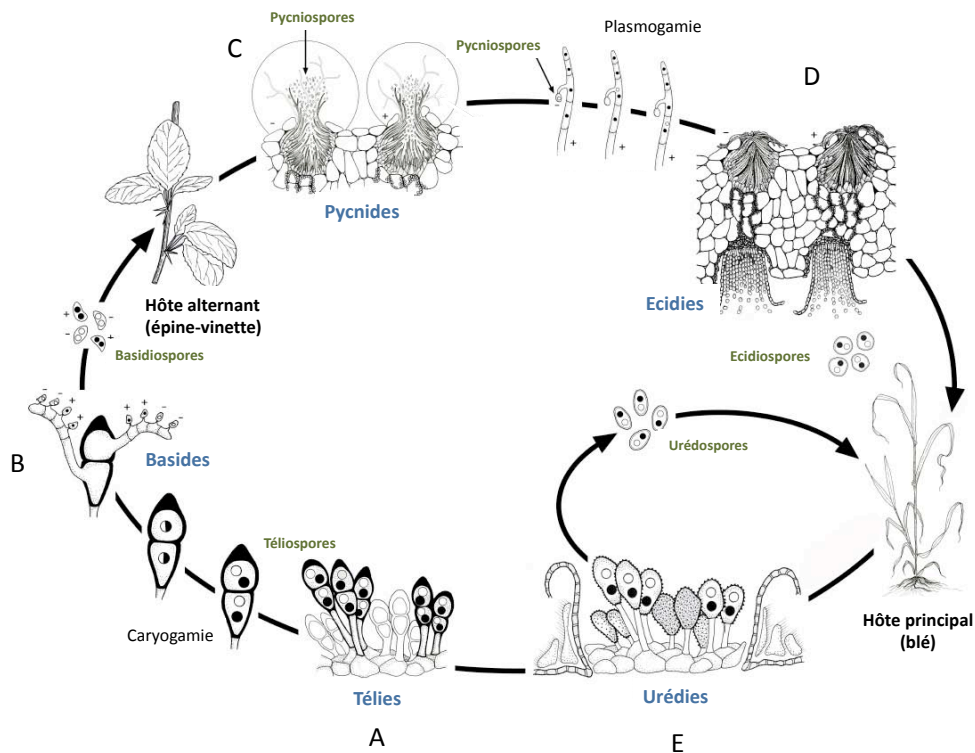 Pycniospores
C
Pycniospores
Plasmogamie
D
-
+
-
+
+
+
-
+
Pycnides
Hôte alternant
(épine-vinette)
Ecidies
+
-
-
+
Basidiospores
Ecidiospores
-
-
+
+
+
+
-
-
B
Basides
Urédospores
Téliospores
Caryogamie
Hôte principal
(blé)
Télies
Urédies
A
E